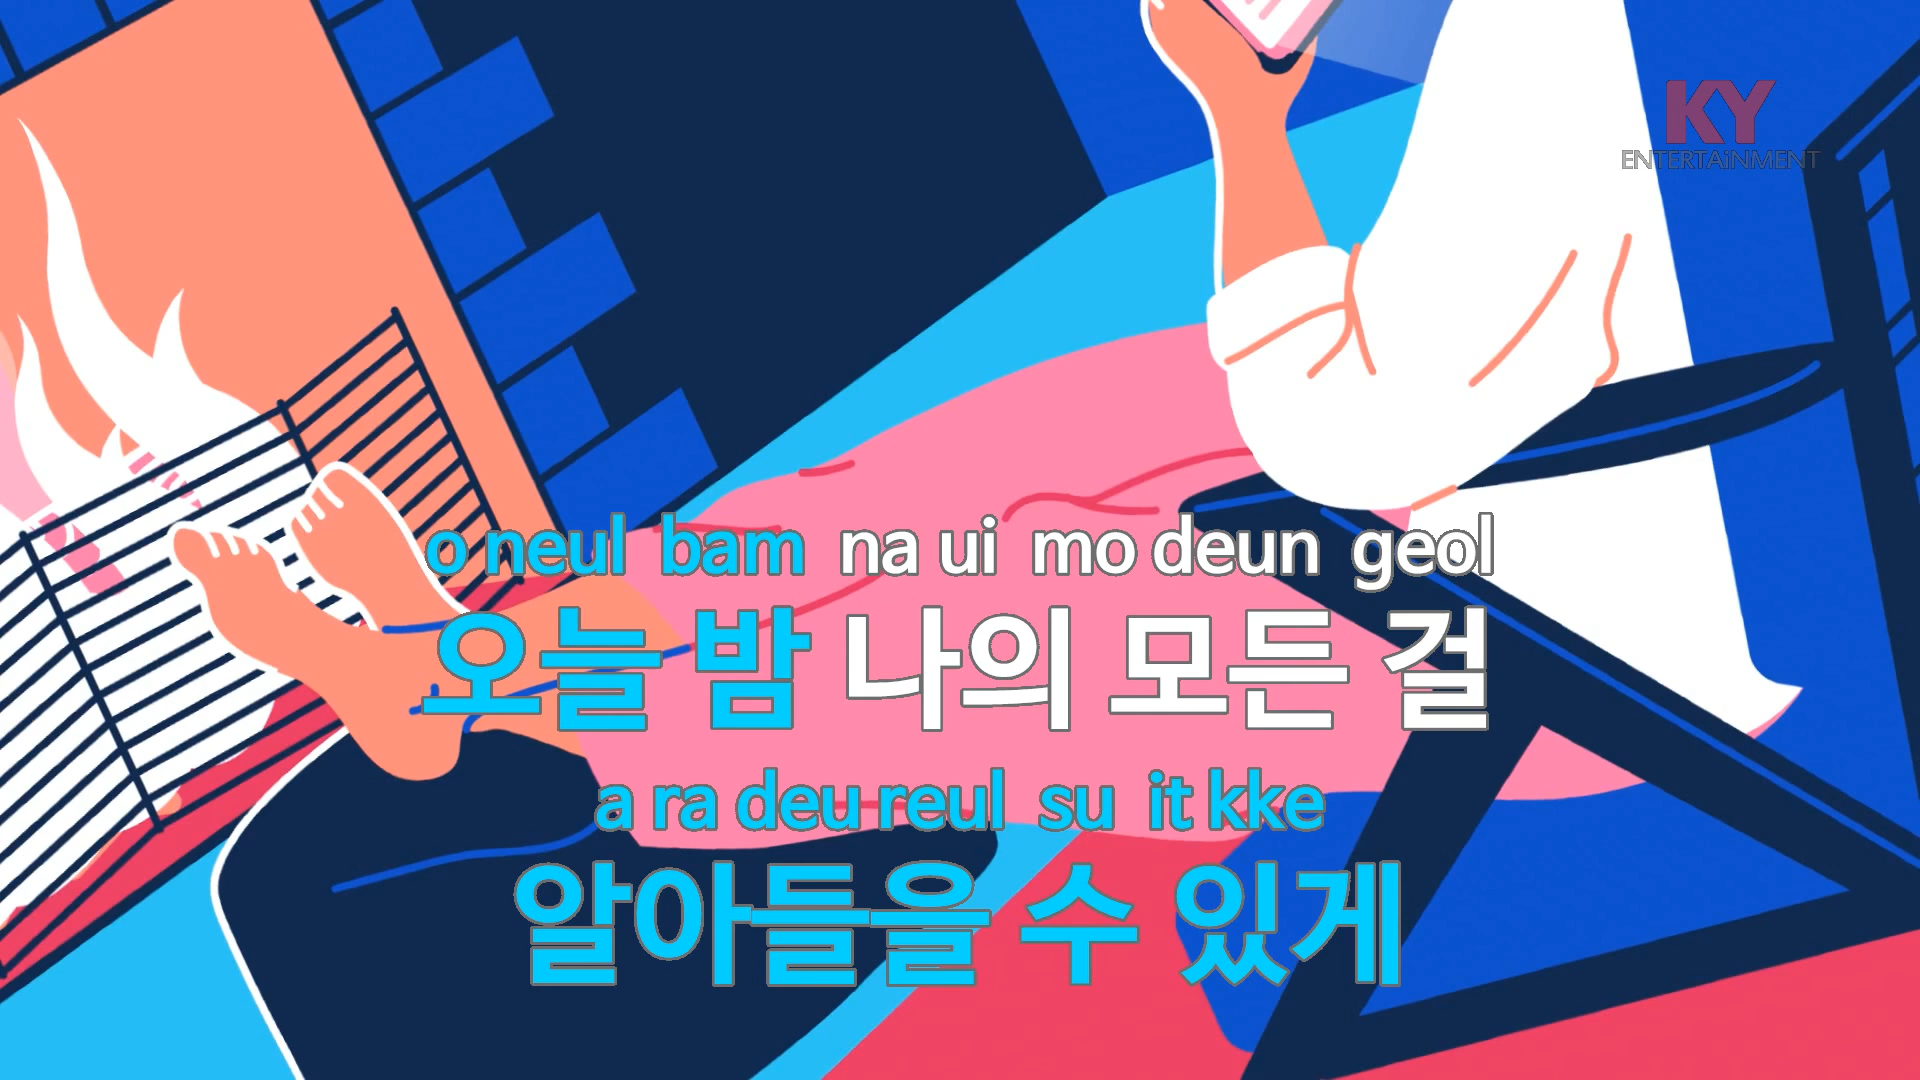 KY
ENTERTAiNMENT
o neul bam na ui mo deun geol
오늘 밤 나의 모든 걸
a ra deu reul su it kke
알아들을 수 있게